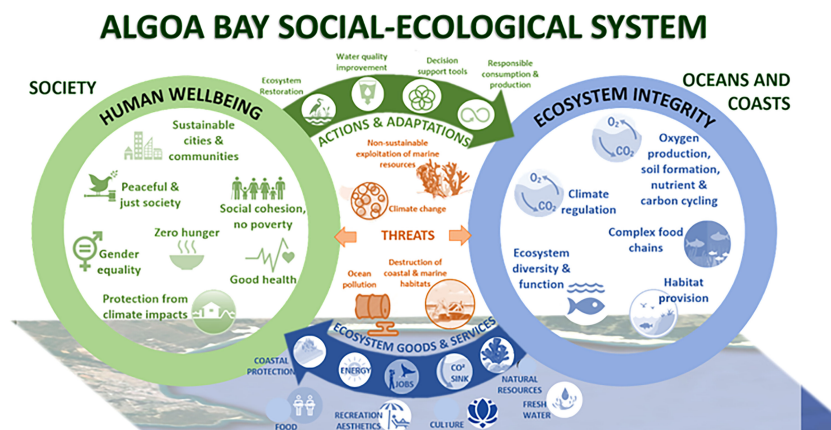 ALGOA BAY SOCIAL-ECOLOGICAL SYSTEM
SOCIETY
HUMAN WELLBEING
Sustainable
cities &
communities
Peaceful &
just society
Social cohesion,
no poverty
Gender
equality
Zero hunger
Good health
Protection from
climate impacts
Ecosystem
Restoration
Water quality
improvement
Decision
support tools
Responsible
consumption &
production
ACTIONS & ADAPTATIONS
Non-sustainable
exploitation of marine
resources
Climate change
THREATS
Ocean
pollution
Destruction of
coastal & marine
habitats
OCEANS AND
COASTS
ECOSYSTEM INTEGRITY
O₂
CO₂
Oxygen
production,
soil formation,
nutrient &
carbon cycling
O₂
CO₂
Climate
regulation
Complex food
chains
Ecosystem
diversity &
function
Habitat
provision
ECOSYSTEM GOODS & SERVICES
COASTAL
PROTECTION
ENERGY
JOBS
CO²
SINK
NATURAL
RESOURCES
FOOD
RECREATION
AESTHETICS
CULTURE
FRESH
WATER